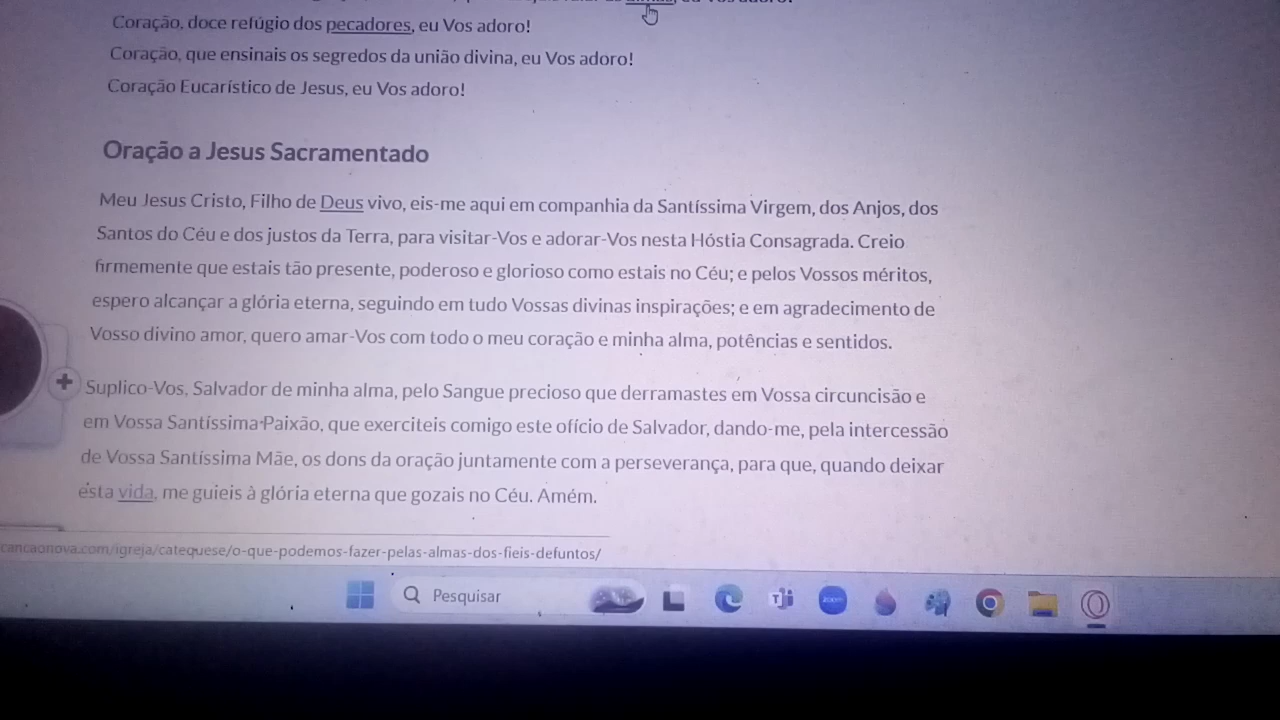 eu Vos adoro!
Coração, doce refúgio dos pecadores, eu Vos adoro!
Coração, que ensinais os segredos da união divina, eu Vos adoro!
Coração Eucarístico de Jesus, eu Vos adoro!
Oração a Jesus Sacramentado
Meu Jesus Cristo, Filho de Deus vivo, eis-me aqui em companhia da Santíssima Virgem, dos Anjos, dos
Santos do Céu e dos justos da Terra, para visitar-Vos e adorar-Vos nesta Hóstia Consagrada. Creio
firmemente que estais tão presente, poderoso e glorioso como estais no Céu; e pelos Vossos méritos,
espero alcançar a glória eterna, seguindo em tudo Vossas divinas inspirações; e em agradecimento de
Vosso divino amor, quero amar-Vos com todo o meu coração e minha alma, potências e sentidos.
Suplico-Vos, Salvador de minha alma, pelo Sangue precioso que derramastes em Vossa circuncisão e
em Vossa Santíssima Paixão, que exerciteis comigo este ofício de Salvador, dando-me, pela intercessão
de Vossa Santíssima Mãe, os dons da oração juntamente com a perseverança, para que, quando deixar
esta vida, me guieis à glória eterna que gozais no Céu. Amém.
cancaonova.com/igreja/catequese/o-que-podemos-fazer-pelas-almas-dos-fieis-defuntos/
Pesquisar
zoom